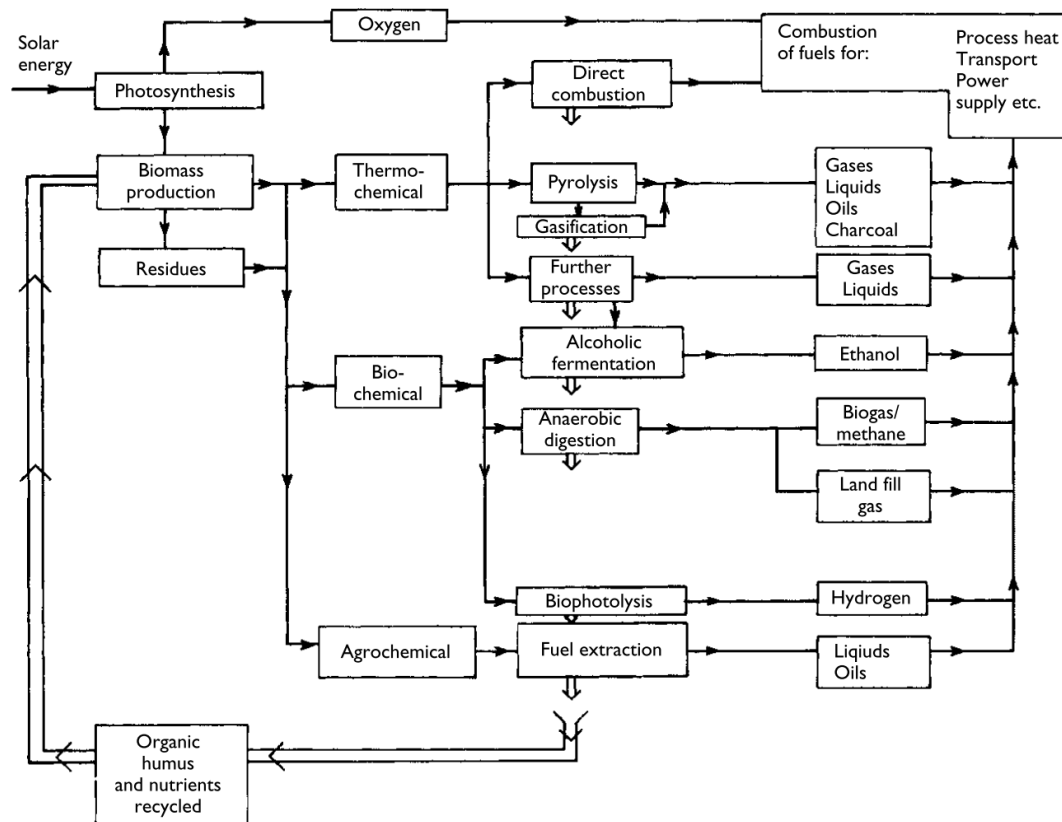 Oxygen
Solar
energy
Photosynthesis
Combustion
of fuels for:
Process heat
Transport
Power
supply etc.
Direct
combustion
Biomass
production
Thermo-
chemical
Pyrolysis
Gasification
Gases
Liquids
Oils
Charcoal
Residues
Further
processes
Gases
Liquids
Bio-
chemical
Alcoholic
fermentation
Ethanol
Anaerobic
digestion
Biogas/
methane
Land fill
gas
Biophotolysis
Hydrogen
Agrochemical
Fuel extraction
Liqiuds
Oils
Organic
humus
and nutrients
recycled